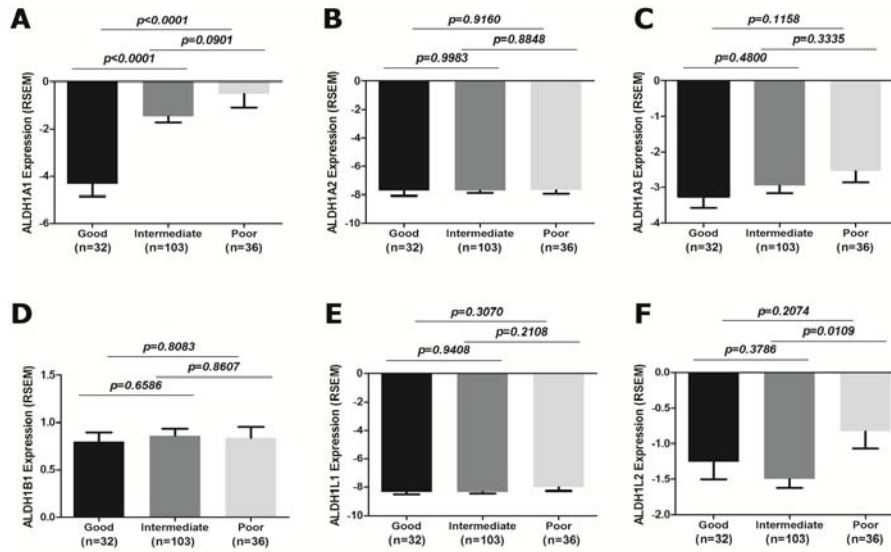 A
p<0.0001
p=0.0901
p<0.0001
ALDH1A1 Expression (RSEM)
0
-2
-4
-6
Good
(n=32)
Intermediate
(n=103)
Poor
(n=36)
B
p=0.9160
p=0.8848
p=0.9983
ALDH1A2 Expression (RSEM)
0
-2
-4
-6
-8
-10
Good
(n=32)
Intermediate
(n=103)
Poor
(n=36)
C
p=0.1158
p=0.3335
p=0.4800
ALDH1A3 Expression (RSEM)
0
-1
-2
-3
-4
Good
(n=32)
Intermediate
(n=103)
Poor
(n=36)
D
p=0.8083
p=0.8607
p=0.6586
ALDH1B1 Expression (RSEM)
1.5
1.0
0.5
0.0
Good
(n=32)
Intermediate
(n=103)
Poor
(n=36)
E
p=0.3070
p=0.2108
p=0.9408
ALDH1L1 Expression (RSEM)
0
-2
-4
-6
-8
-10
Good
(n=32)
Intermediate
(n=103)
Poor
(n=36)
F
p=0.2074
p=0.0109
p=0.3786
ALDH1L2 Expression (RSEM)
0.0
-0.5
-1.0
-1.5
-2.0
Good
(n=32)
Intermediate
(n=103)
Poor
(n=36)